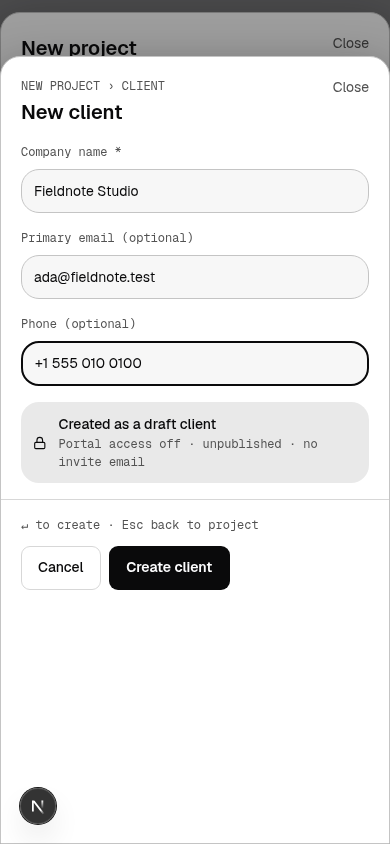 New project
Close
NEW PROJECT › CLIENT
Close
New client
Company name *
Fieldnote Studio
Primary email (optional)
ada@fieldnote.test
Phone (optional)
+1 555 010 0100
Created as a draft client
Portal access off · unpublished · no
invite email
↵ to create · Esc back to project
Cancel
Create client
N